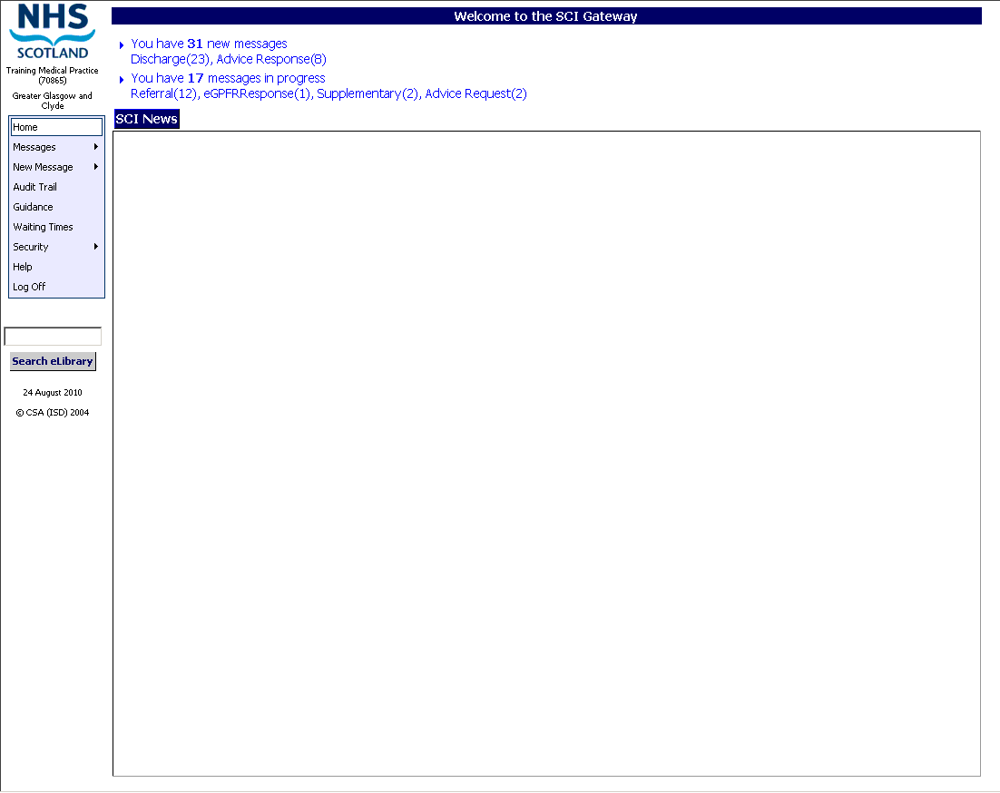 NHS
SCOTLAND
Training Medical Practice
(70865)
Greater Glasgow and
Clyde
Home
Messages
New Message
Audit Trail
Guidance
Waiting Times
Security
Help
Log Off
Search eLibrary
24 August 2010
© CSA (ISD) 2004
Welcome to the SCI Gateway
You have 31 new messages
Discharge(23), Advice Response(8)
You have 17 messages in progress
Referral(12), eGPFRResponse(1), Supplementary(2), Advice Request(2)
SCI News